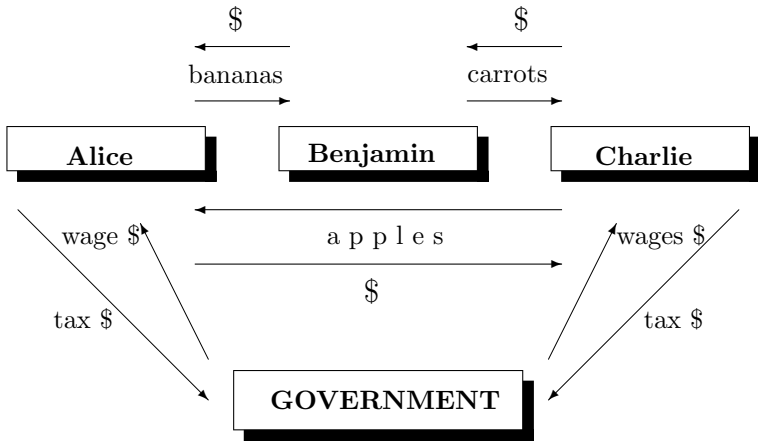 $ $
bananas carrots
Alice Benjamin Charlie
wage $ a p p l e s wages $
$
tax $ tax $
GOVERNMENT